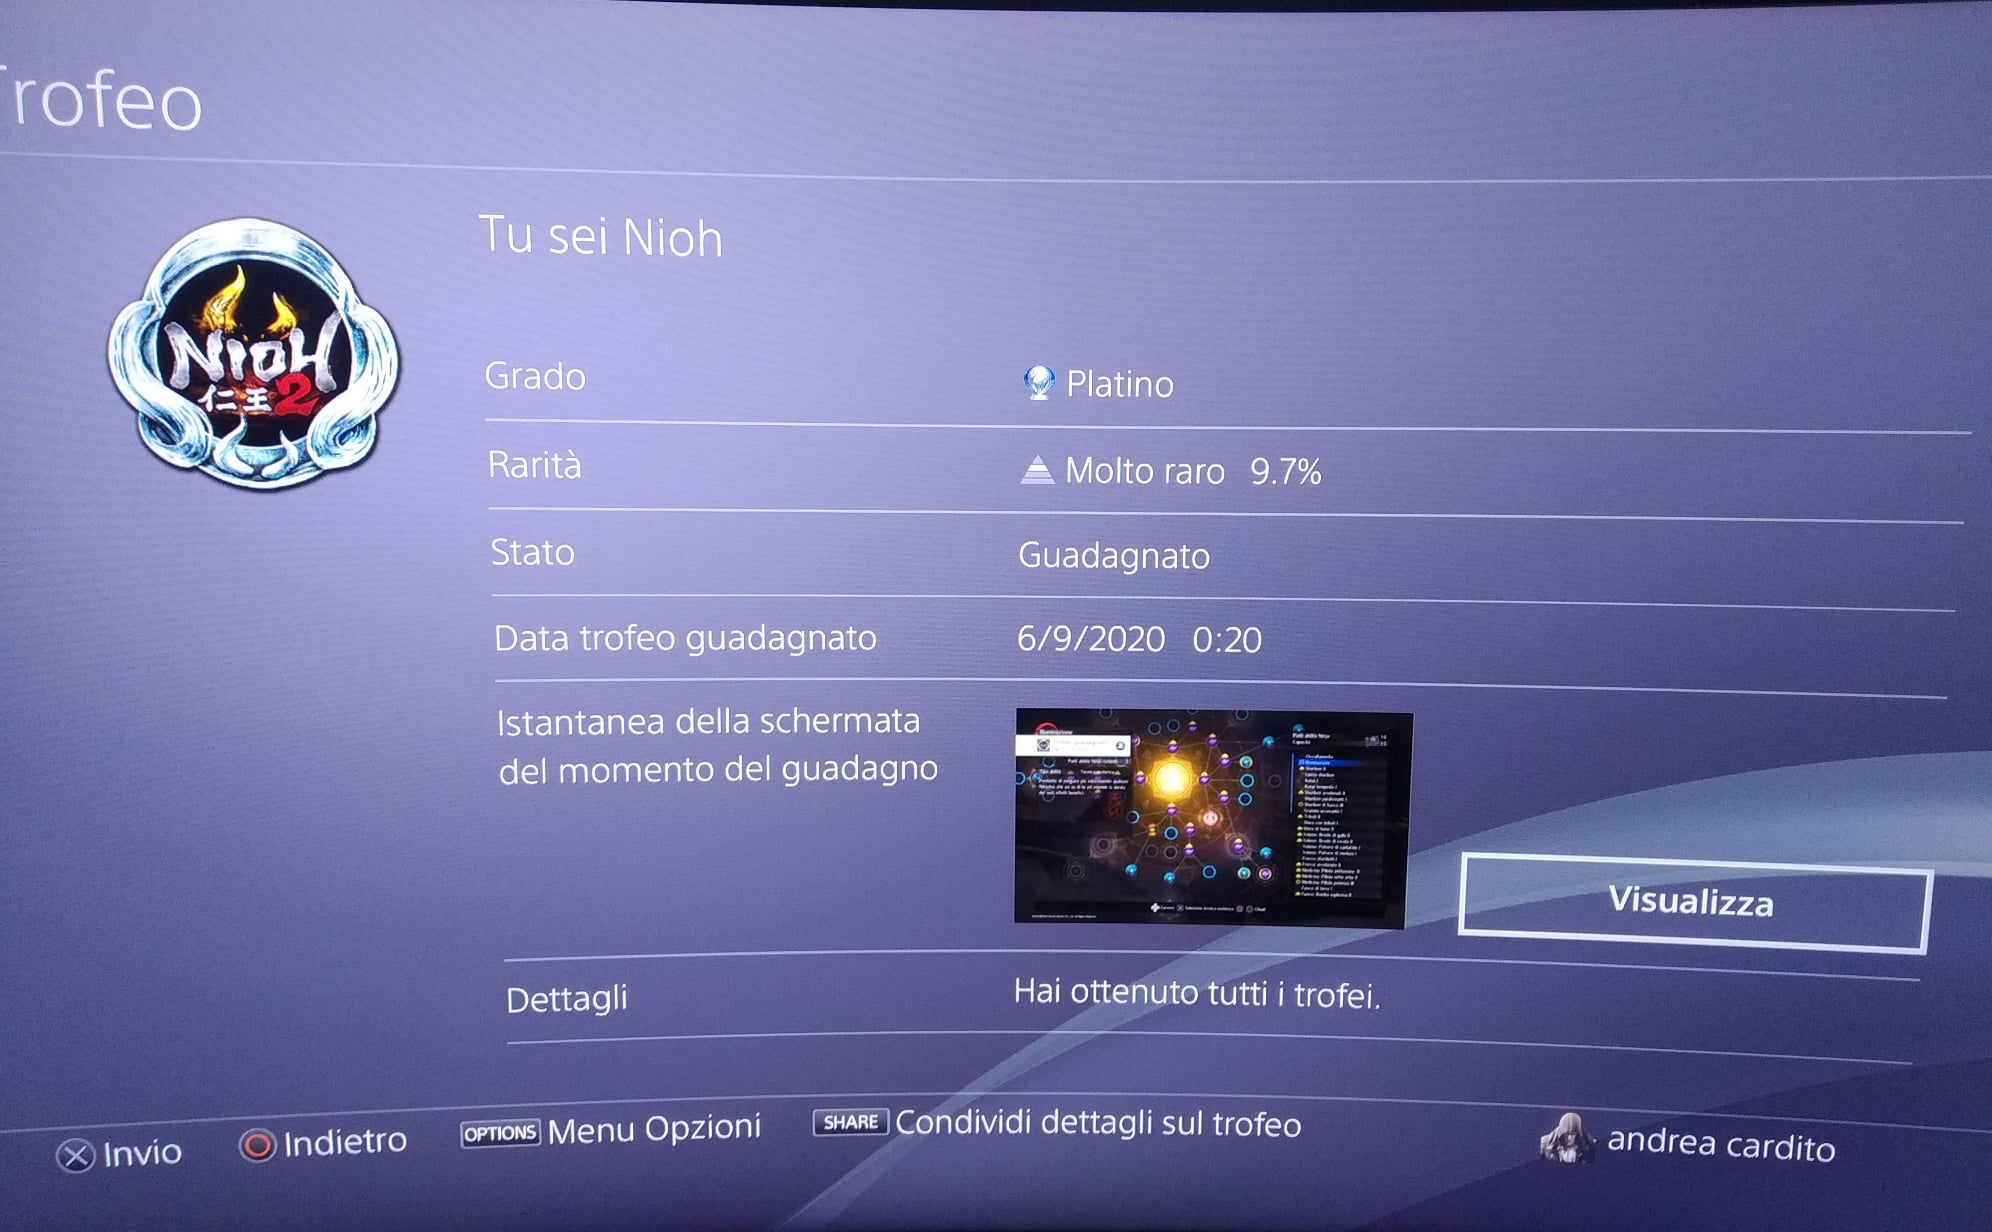 Trofeo
Tu sei Nioh
NIOH
仁王2
Grado
Platino
Rarità
Molto raro 9.7%
Stato
Guadagnato
Data trofeo guadagnato
6/9/2020 0:20
Istantanea della schermata
del momento del guadagno
Visualizza
Dettagli
Hai ottenuto tutti i trofei.
Invio
Indietro
OPTIONS Menu Opzioni
SHARE Condividi dettagli sul trofeo
andrea cardito